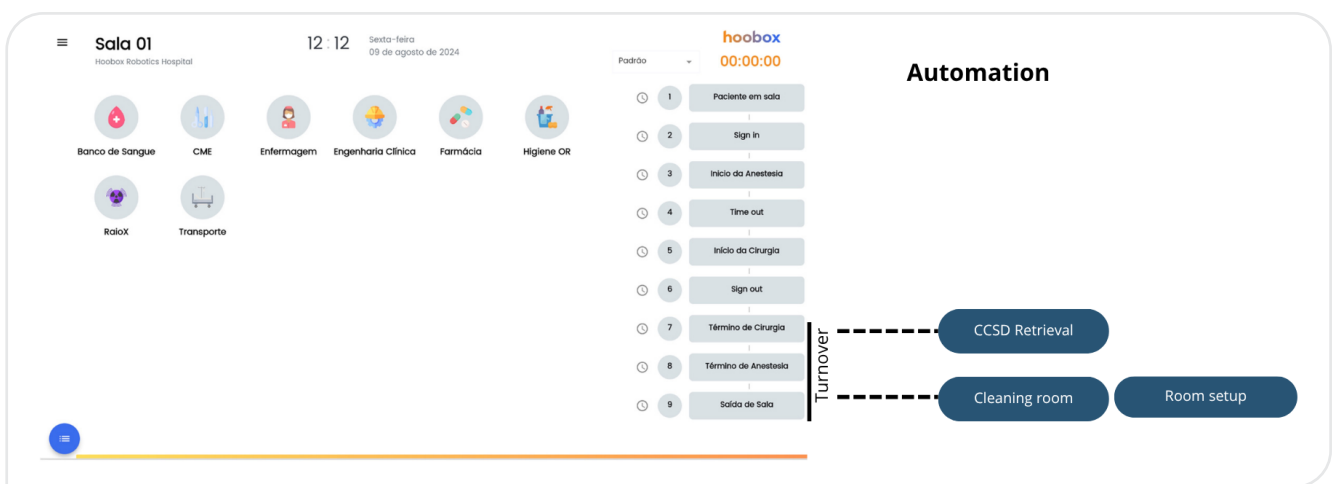 Sala 01
Hoobox Robotics Hospital
12 : 12
Sexta-feira
09 de agosto de 2024
hoobox
Padrão
00:00:00
Automation
Banco de Sangue
CME
Enfermagem
Engenharia Clínica
Farmácia
Higiene OR
RaioX
Transporte
1 Paciente em sala
2 Sign in
3 Inicio da Anestesia
4 Time out
5 Início da Cirurgia
6 Sign out
7 Término de Cirurgia
8 Término de Anestesia
9 Saída de Sala
Turnover
CCSD Retrieval
Cleaning room
Room setup